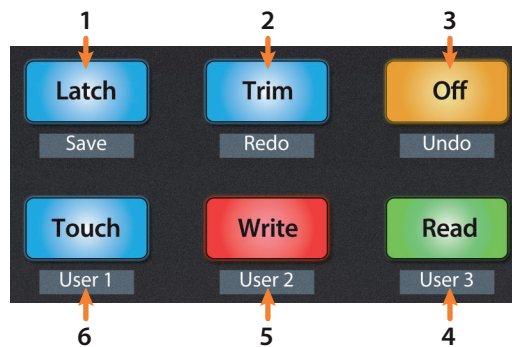 1 2 3
Latch Trim Off
Save Redo Undo
Touch Write Read
User 1 User 2 User 3
6 5 4